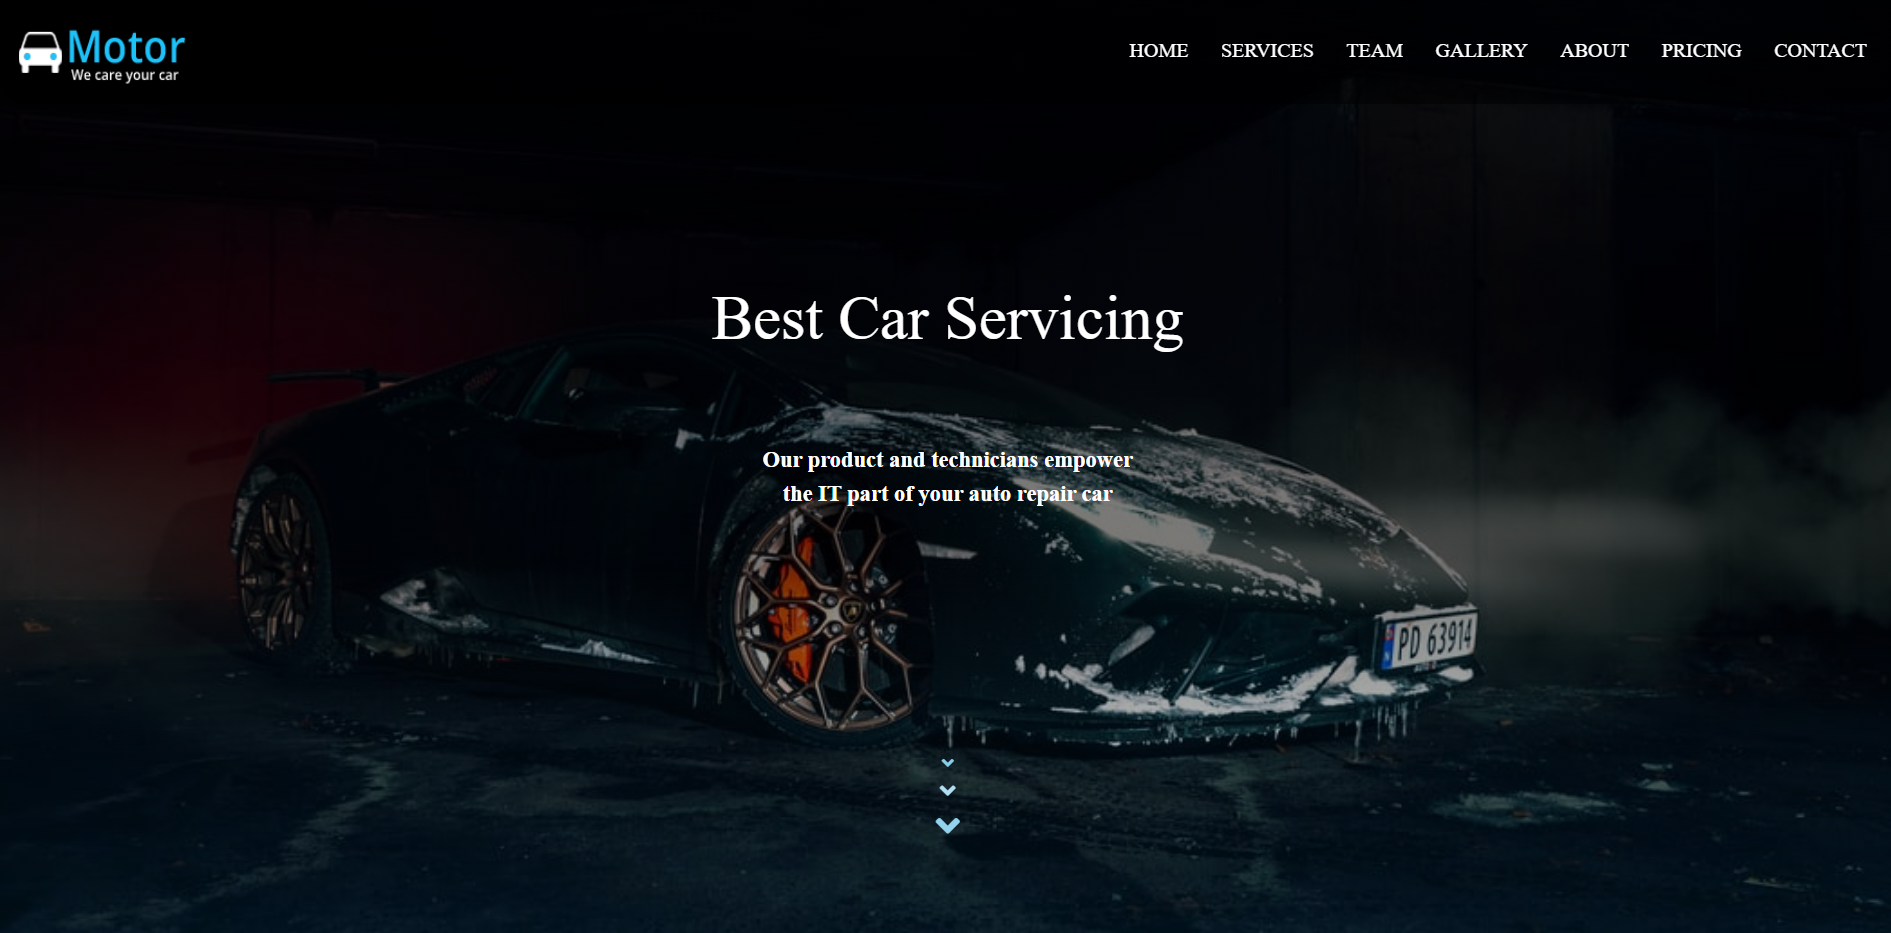 Motor
We care your car
HOME SERVICES TEAM GALLERY ABOUT PRICING CONTACT
Best Car Servicing
Our product and technicians empower
the IT part of your auto repair car
PD 63914